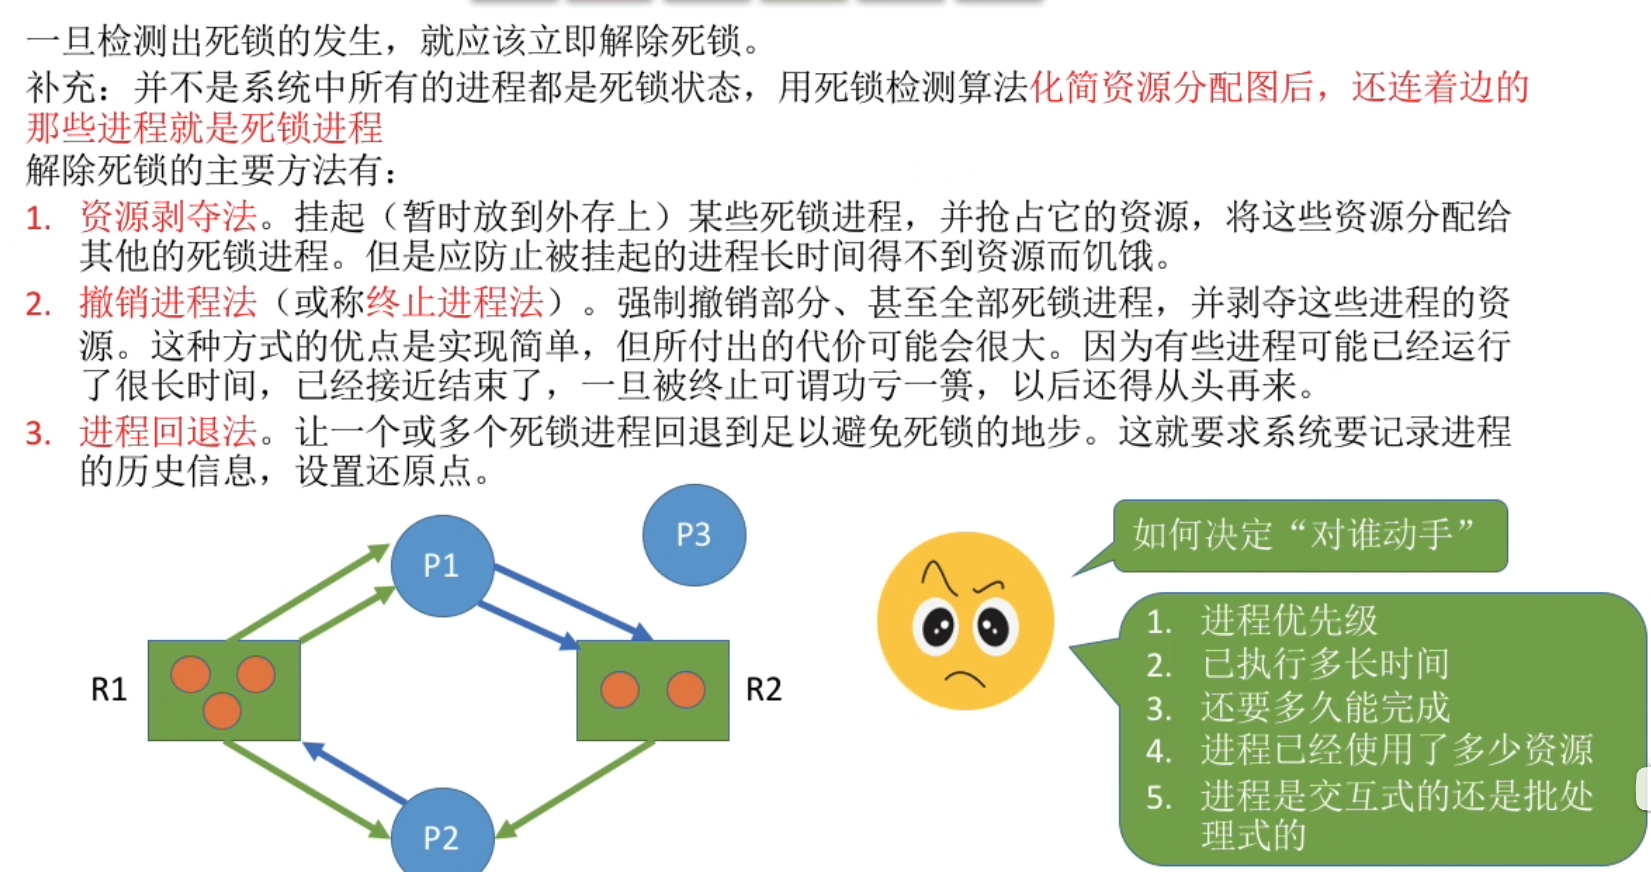 一旦检测出死锁的发生，就应该立即解除死锁。
补充：并不是系统中所有的进程都是死锁状态，用死锁检测算法化简资源分配图后，还连着边的
那些进程就是死锁进程
解除死锁的主要方法有：
1. 资源剥夺法。挂起（暂时放到外存上）某些死锁进程，并抢占它的资源，将这些资源分配给
其他的死锁进程。但是应防止被挂起的进程长时间得不到资源而饥饿。
2. 撤销进程法（或称终止进程法）。强制撤销部分、甚至全部死锁进程，并剥夺这些进程的资
源。这种方式的优点是实现简单，但所付出的代价可能会很大。因为有些进程可能已经运行
了很长时间，已经接近结束了，一旦被终止可谓功亏一篑，以后还得从头再来。
3. 进程回退法。让一个或多个死锁进程回退到足以避免死锁的地步。这就要求系统要记录进程
的历史信息，设置还原点。
P1
P3
R1
R2
P2
如何决定“对谁动手”
1. 进程优先级
2. 已执行多长时间
3. 还要多久能完成
4. 进程已经使用了多少资源
5. 进程是交互式的还是批处
理式的